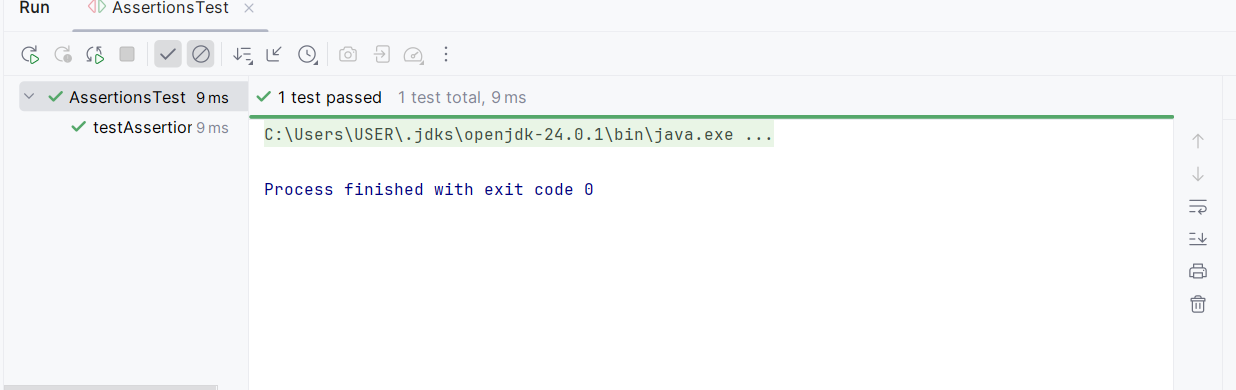 Run AssertionsTest
AssertionsTest 9 ms
1 test passed 1 test total, 9 ms
testAssertior 9 ms
C:\Users\USER\.jdks\openjdk-24.0.1\bin\java.exe ...
Process finished with exit code 0